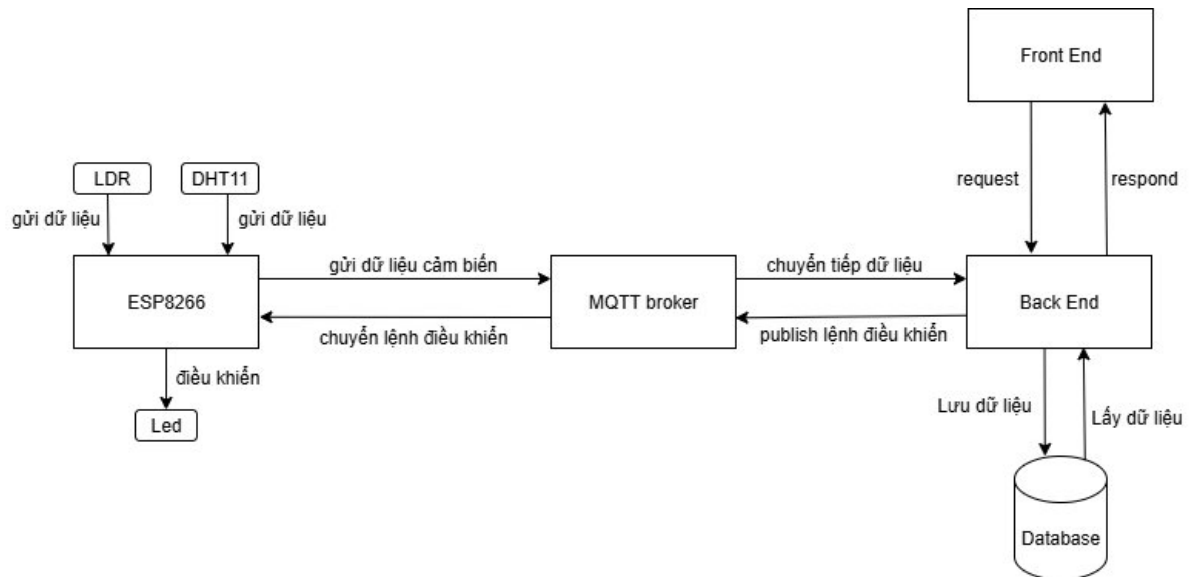 Front End
request
respond
LDR
DHT11
gửi dữ liệu
gửi dữ liệu
ESP8266
gửi dữ liệu cảm biến
chuyển lệnh điều khiển
MQTT broker
chuyển tiếp dữ liệu
publish lệnh điều khiển
Back End
điều khiển
Led
Lưu dữ liệu
Lấy dữ liệu
Database